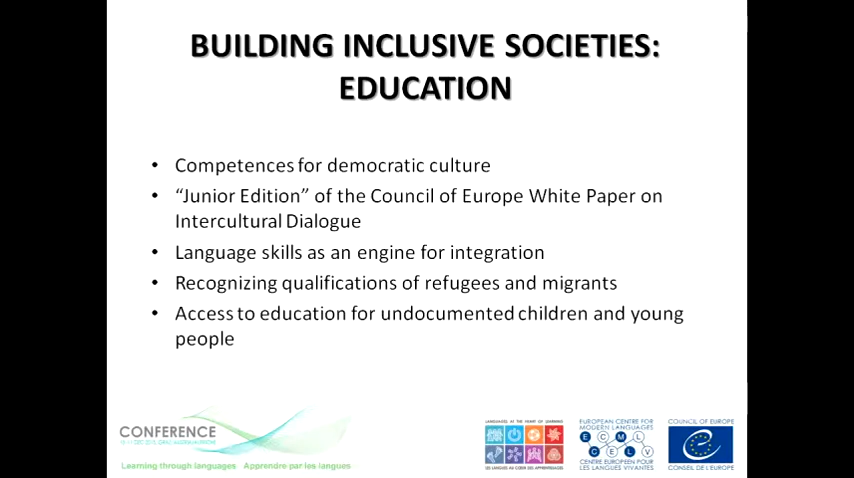 BUILDING INCLUSIVE SOCIETIES:
EDUCATION
• Competences for democratic culture
• “Junior Edition” of the Council of Europe White Paper on
Intercultural Dialogue
• Language skills as an engine for integration
• Recognizing qualifications of refugees and migrants
• Access to education for undocumented children and young
people
CONFERENCE
Learning through languages Apprendre par les langues
LANGUAGES AT THE HEART OF LEARNING
LES LANGUES AU CŒUR DES APPRENTISSAGES
EUROPEAN CENTRE FOR
MODERN LANGUAGES
E C M L
C E L V
CENTRE EUROPÉEN POUR
LES LANGUES VIVANTES
COUNCIL OF EUROPE
CONSEIL DE L'EUROPE